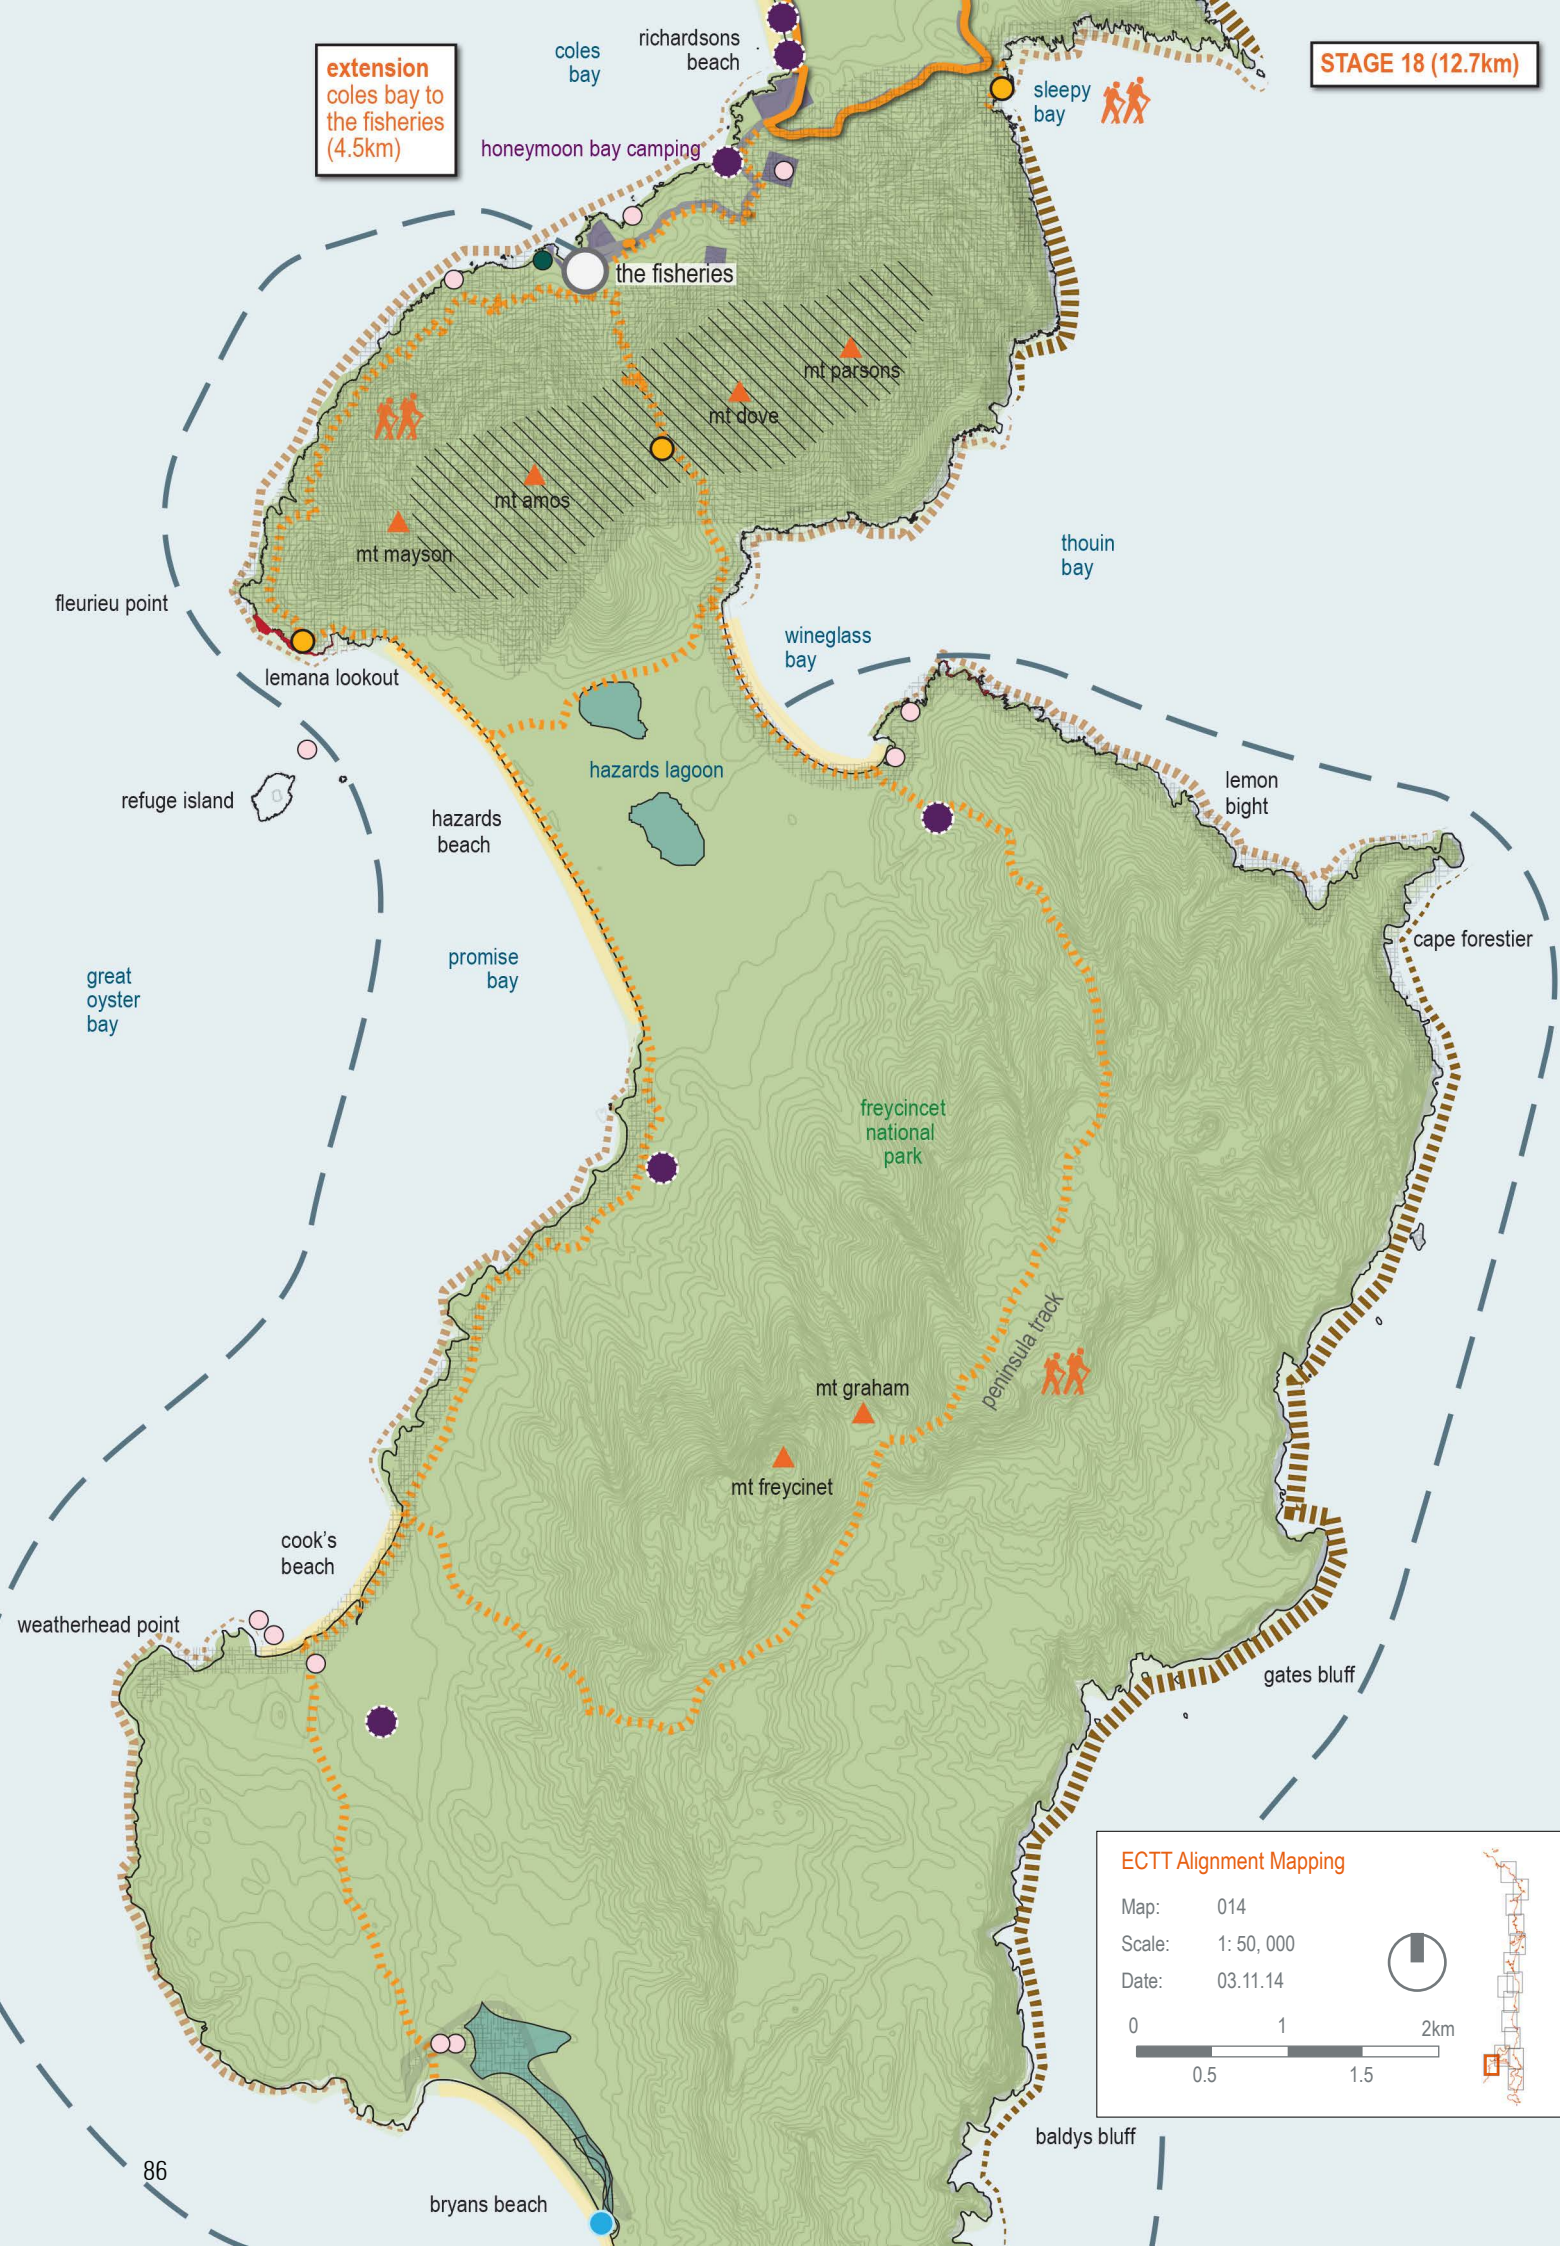 richardsons
beach
coles
bay
extension
coles bay to
the fisheries
(4.5km)
STAGE 18 (12.7km)
sleepy
bay
honeymoon bay camping
the fisheries
mt parsons
mt dove
mt amos
mt mayson
thouin
bay
fleurieu point
wineglass
bay
lemana lookout
hazards lagoon
lemon
bight
refuge island
hazards
beach
cape forestier
promise
bay
great
oyster
bay
freycincet
national
park
peninsula track
mt graham
mt freycinet
cook's
beach
weatherhead point
gates bluff
ECTT Alignment Mapping
Map: 014
Scale: 1: 50, 000
Date: 03.11.14
0 1 2km
0.5 1.5
baldys bluff
86
bryans beach